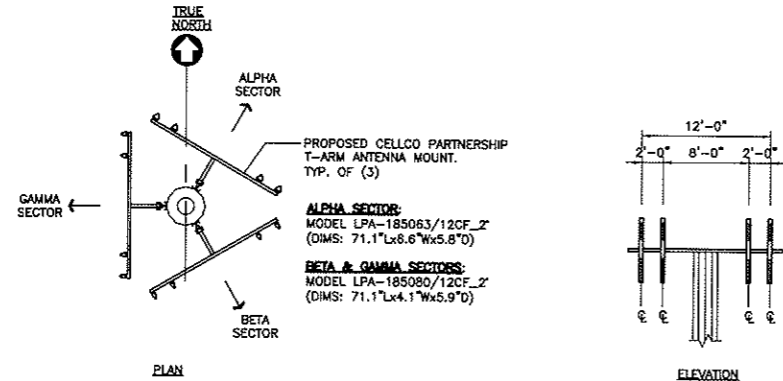 TRUE
NORTH
ALPHA
SECTOR
PROPOSED CELLCO PARTNERSHIP
T-ARM ANTENNA MOUNT.
TYP. OF (3)
GAMMA
SECTOR
ALPHA SECTOR:
MODEL LPA-185063/12CF_2"
(DIMS: 71.1"Lx6.6"Wx5.8"D)
BETA & GAMMA SECTORS:
MODEL LPA-185080/12CF_2"
(DIMS: 71.1"Lx4.1"Wx5.9"D)
BETA
SECTOR
PLAN
12'-0"
2'-0" 8'-0" 2'-0"
℄ ℄ ℄ ℄
ELEVATION